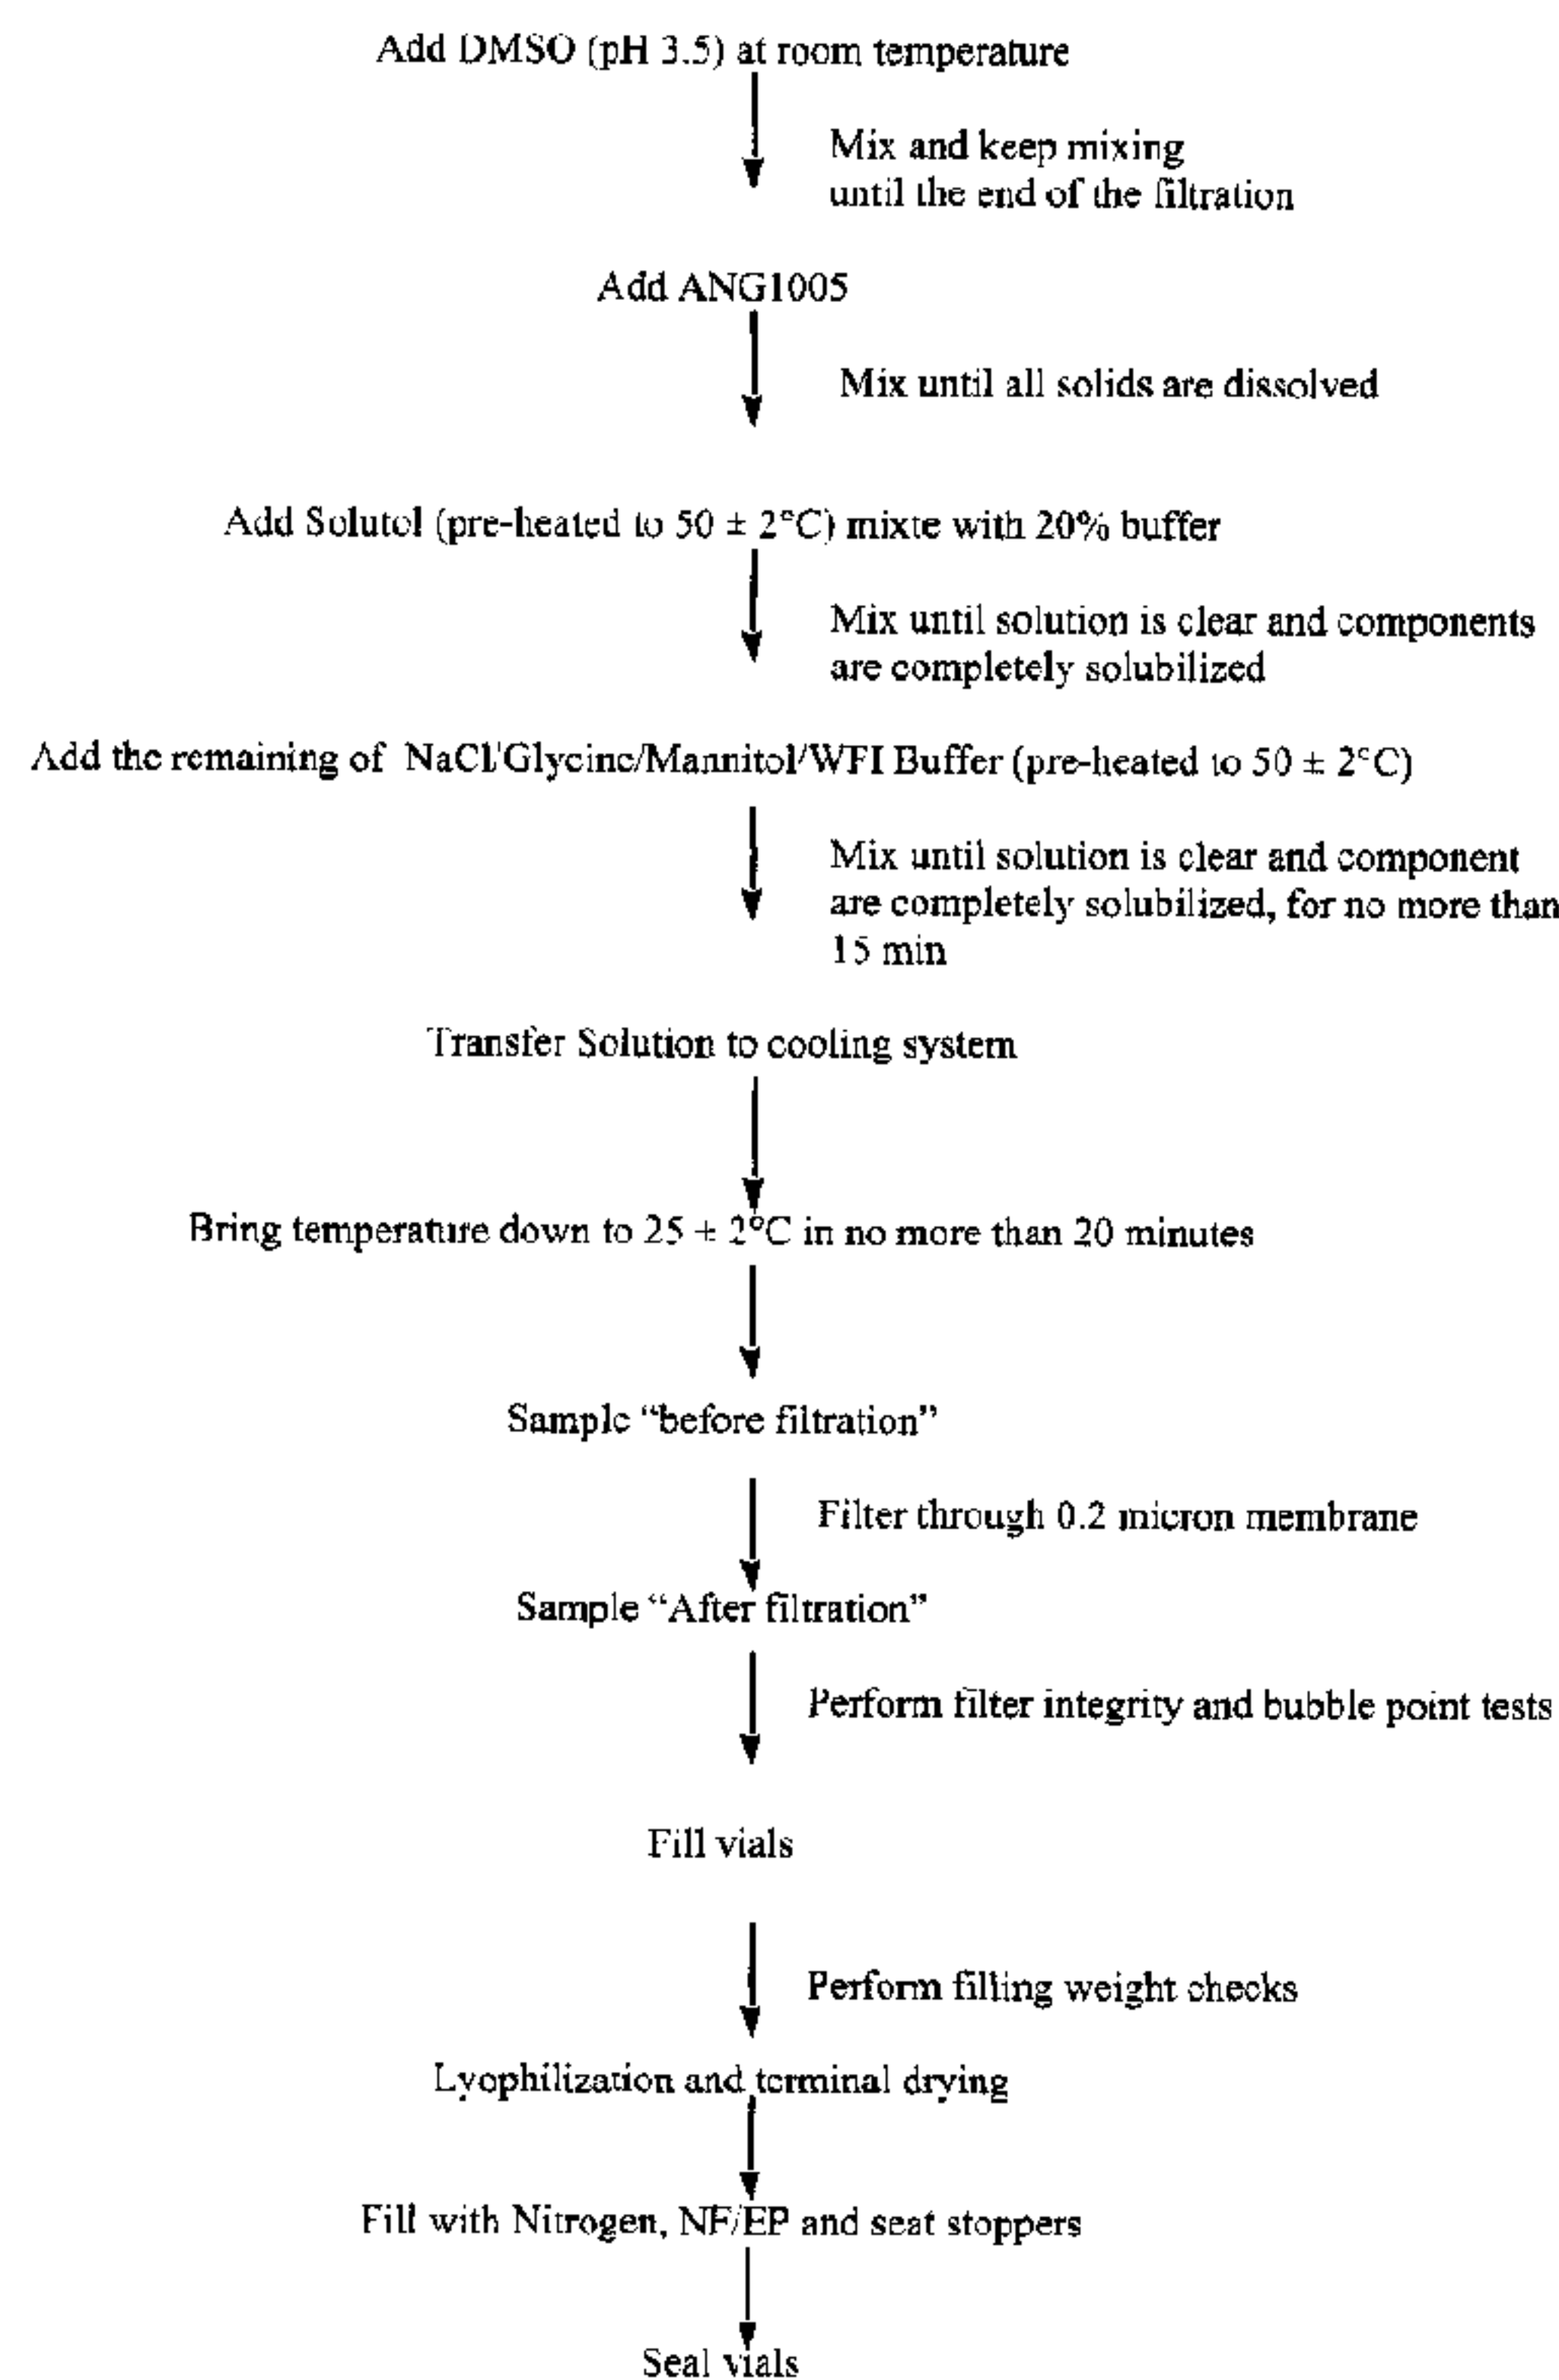 Add DMSO (pH 3.5) at room temperature
Mix and keep mixing
until the end of the filtration
Add ANG1005
Mix until all solids are dissolved
Add Solutol (pre-heated to 50 ± 2°C) mixte with 20% buffer
Mix until solution is clear and components
are completely solubilized
Add the remaining of NaCl/Glycine/Mannitol/WFI Buffer (pre-heated to 50 ± 2°C)
Mix until solution is clear and component
are completely solubilized, for no more than
15 min
Transfer Solution to cooling system
Bring temperature down to 25 ± 2°C in no more than 20 minutes
Sample “before filtration”
Filter through 0.2 micron membrane
Sample “After filtration”
Perform filter integrity and bubble point tests
Fill vials
Perform filling weight checks
Lyophilization and terminal drying
Fill with Nitrogen, NF/EP and seat stoppers
Seal vials